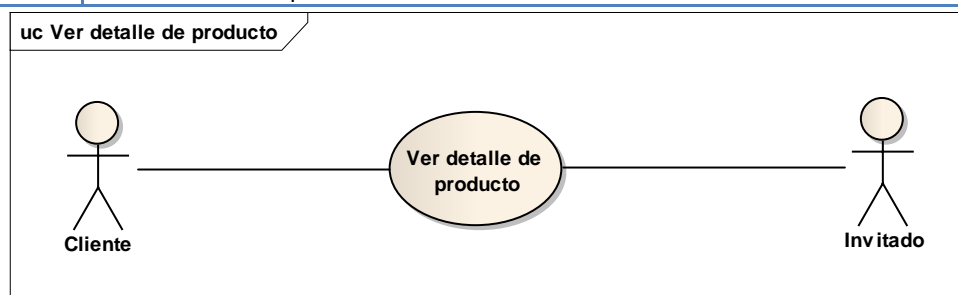 uc Ver detalle de producto
Ver detalle de
producto
Cliente
Invitado